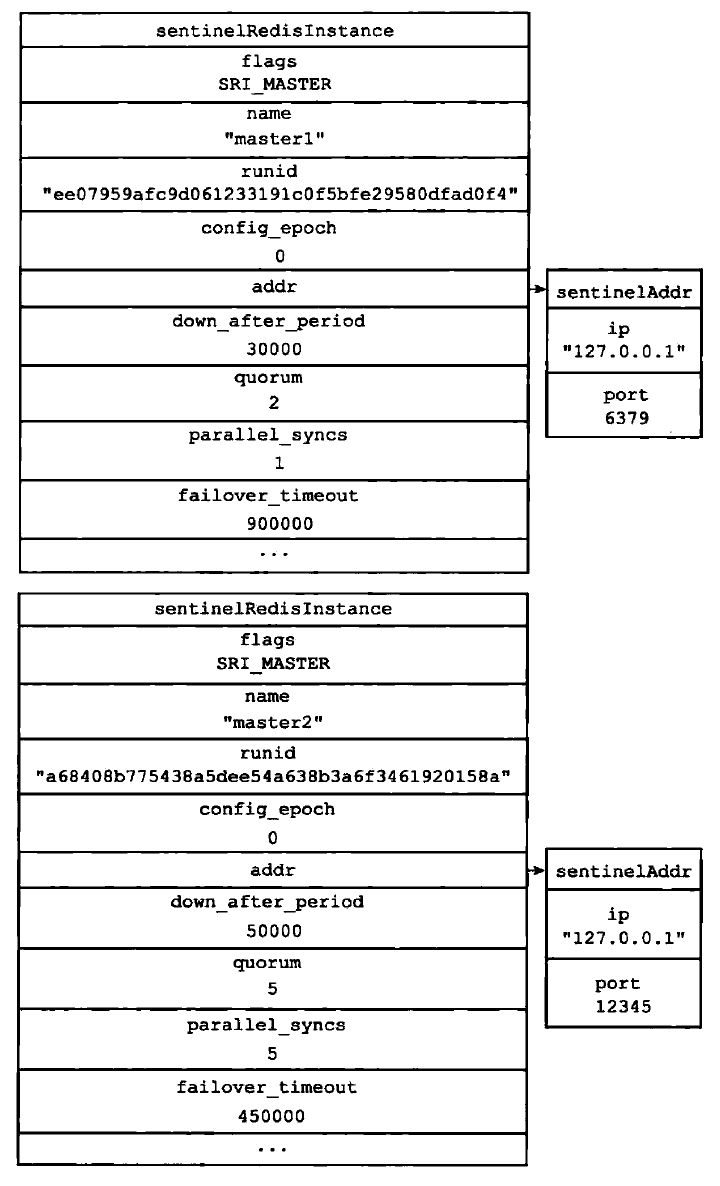 sentinelRedisInstance
flags
SRI_MASTER
name
"master1"
runid
"ee07959afc9d061233191c0f5bfe29580dfad0f4"
config_epoch
0
addr
down_after_period
30000
quorum
2
parallel_syncs
1
failover_timeout
900000
...
sentinelAddr
ip
"127.0.0.1"
port
6379
sentinelRedisInstance
flags
SRI_MASTER
name
"master2"
runid
"a68408b775438a5dee54a638b3a6f3461920158a"
config_epoch
0
addr
down_after_period
50000
quorum
5
parallel_syncs
5
failover_timeout
450000
...
sentinelAddr
ip
"127.0.0.1"
port
12345